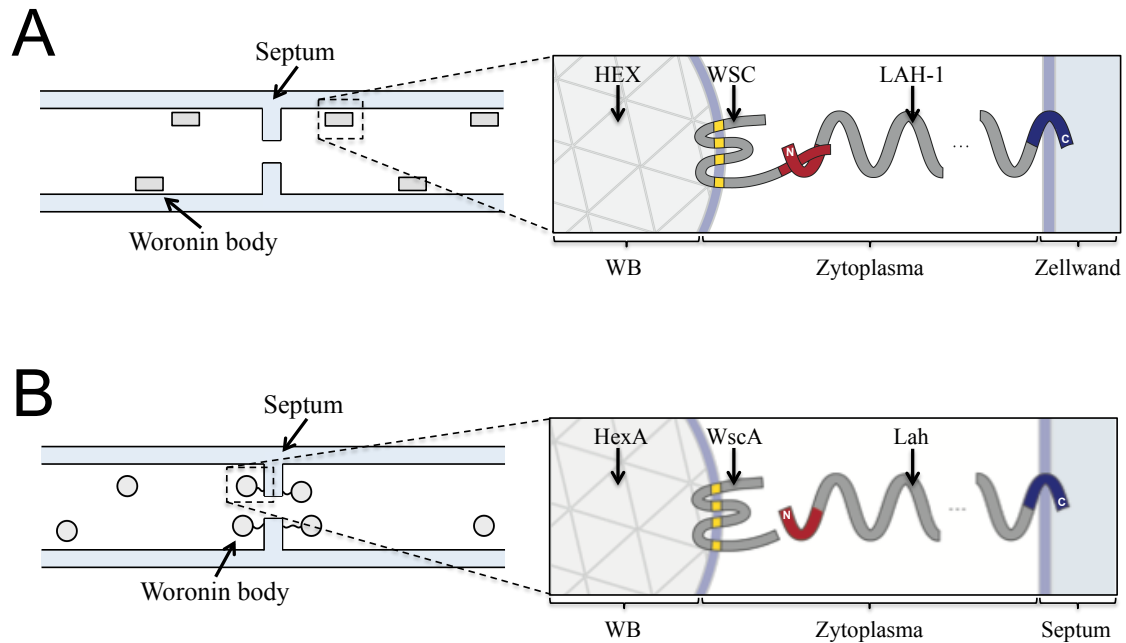 A
Septum
HEX WSC LAH-1
N
...
C
Woronin body
WB Zytoplasma Zellwand
B
Septum
HexA WscA Lah
N
...
C
Woronin body
WB Zytoplasma Septum